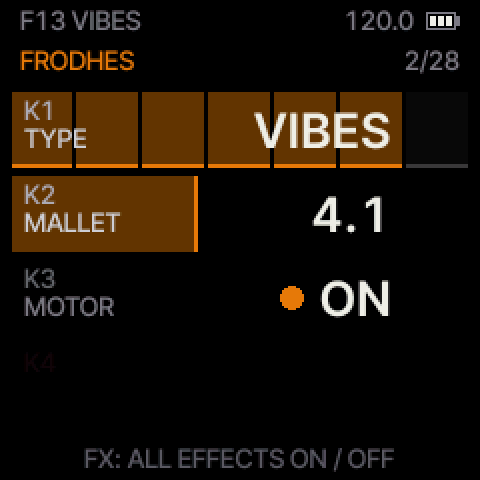 F13 VIBES 120.0
FRODHES 2/28
K1
TYPE VIBES
K2
MALLET 4.1
K3
MOTOR ON
K4
FX: ALL EFFECTS ON / OFF